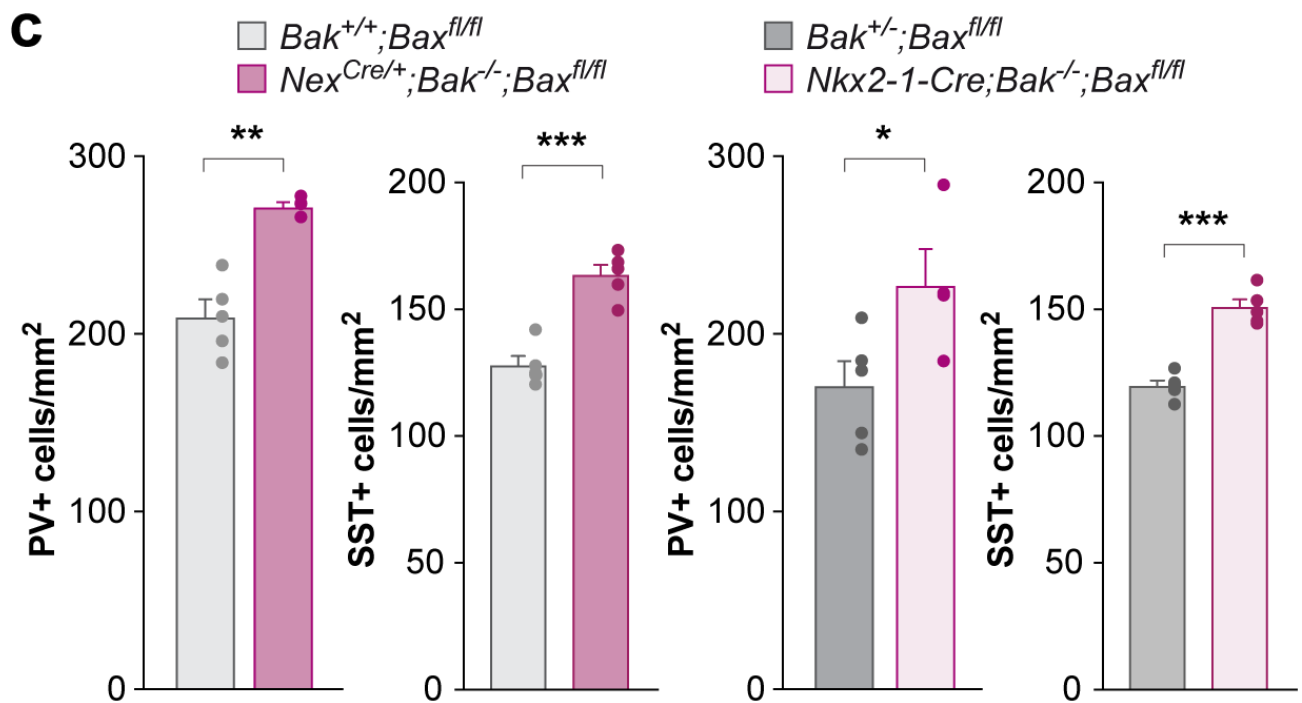 c
Bak+/+;Baxfl/fl
NexCre/+;Bak-/-;Baxfl/fl
Bak+/-;Baxfl/fl
Nkx2-1-Cre;Bak-/-;Baxfl/fl
**
300
200
100
0
PV+ cells/mm2
***
200
150
100
50
0
SST+ cells/mm2
*
300
200
100
0
PV+ cells/mm2
***
200
150
100
50
0
SST+ cells/mm2